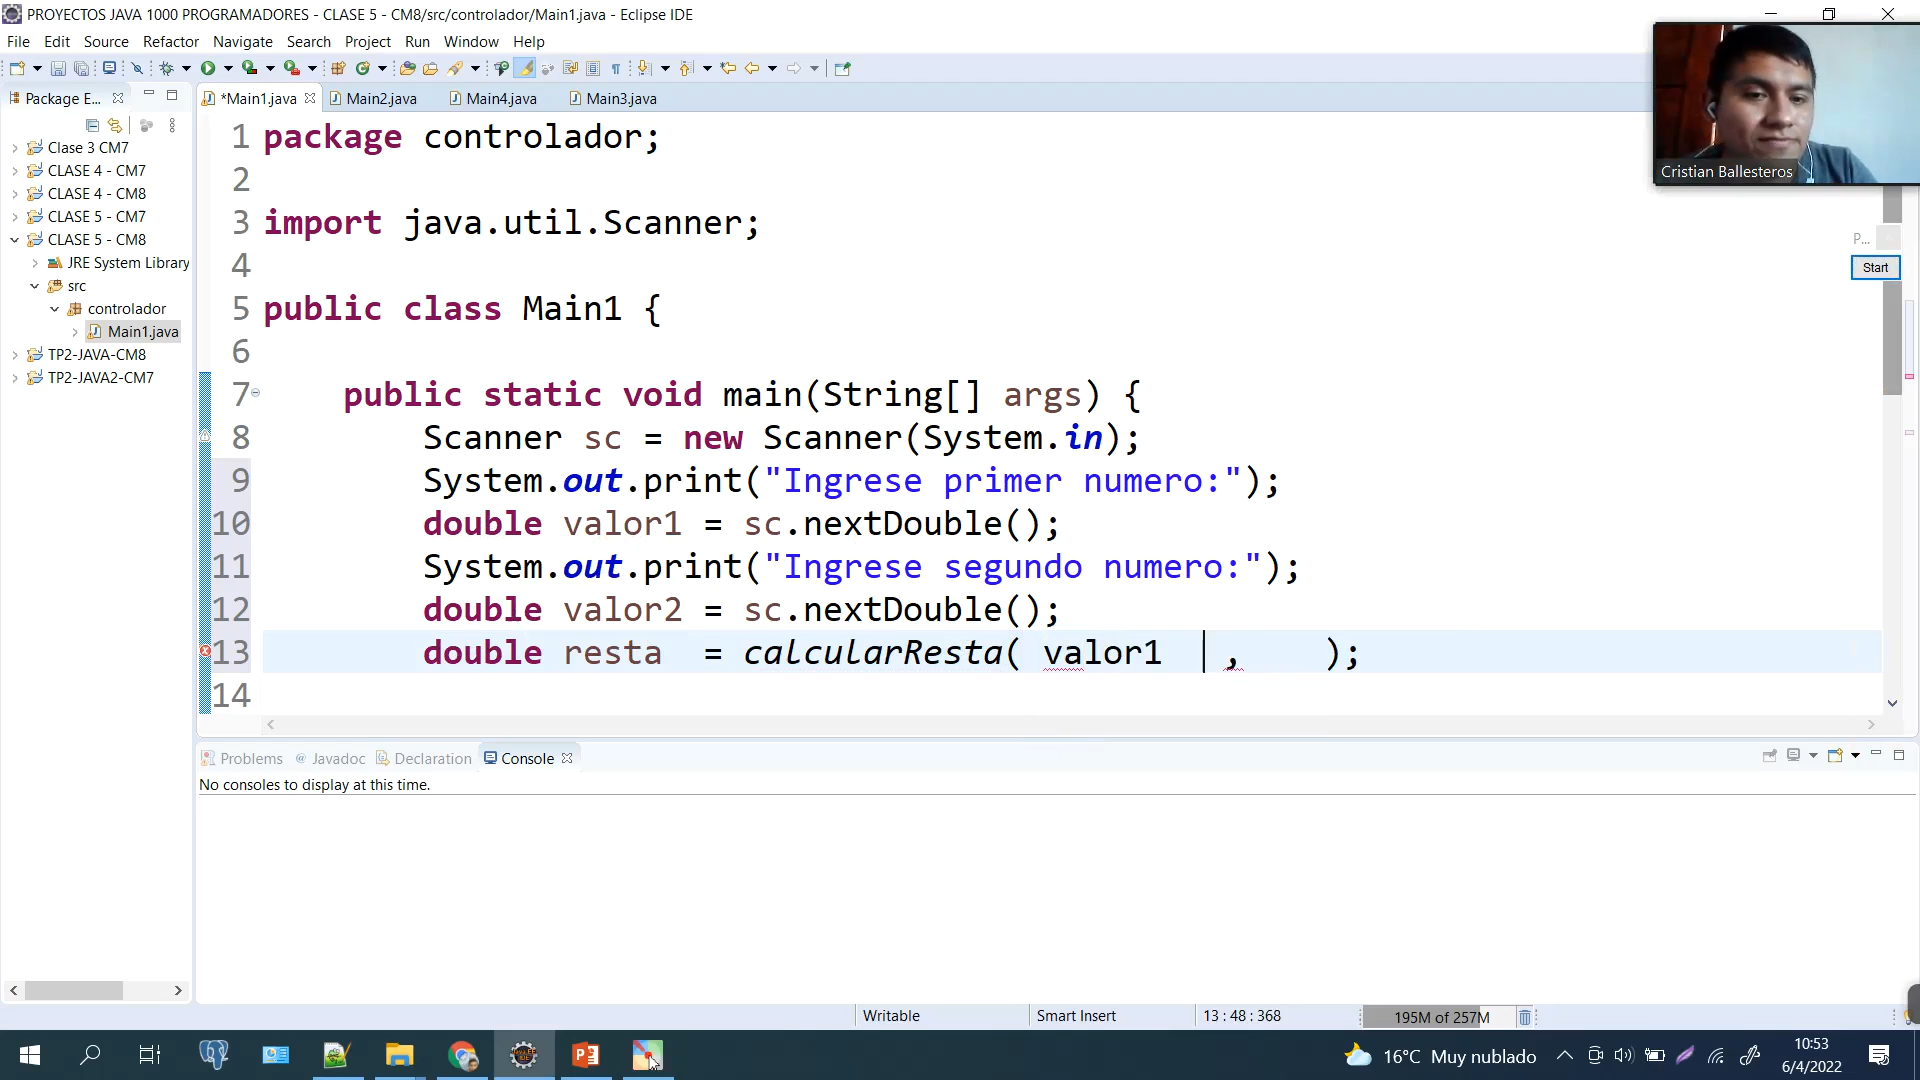 PROYECTOS JAVA 1000 PROGRAMADORES - CLASE 5 - CM8/src/controlador/Main1.java - Eclipse IDE
File Edit Source Refactor Navigate Search Project Run Window Help
Package E...
*Main1.java Main2.java Main4.java Main3.java
Clase 3 CM7
CLASE 4 - CM7
CLASE 4 - CM8
CLASE 5 - CM7
CLASE 5 - CM8
JRE System Library
src
controlador
Main1.java
TP2-JAVA-CM8
TP2-JAVA2-CM7
1 package controlador;
2
3 import java.util.Scanner;
4
5 public class Main1 {
6
7 public static void main(String[] args) {
8 Scanner sc = new Scanner(System.in);
9 System.out.print("Ingrese primer numero:");
10 double valor1 = sc.nextDouble();
11 System.out.print("Ingrese segundo numero:");
12 double valor2 = sc.nextDouble();
13 double resta = calcularResta( valor1 , );
14
Cristian Ballesteros
P...
Start
Problems @ Javadoc Declaration Console
No consoles to display at this time.
Writable Smart Insert 13 : 48 : 368 195M of 257M
16°C Muy nublado
10:53
6/4/2022